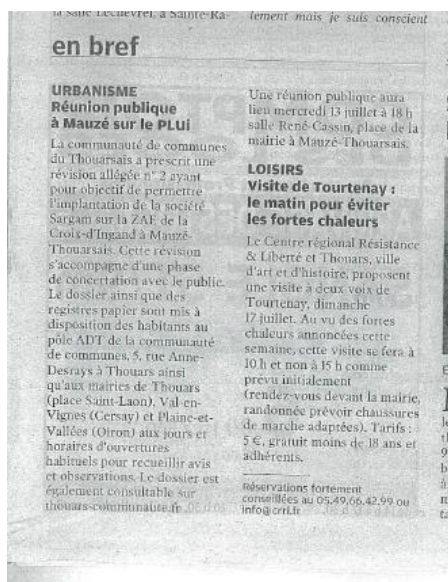 la salle Lechevrel, à Sainte-Ra-
lement mais je suis conscient
en bref
URBANISME
Réunion publique
à Mauzé sur le PLUi
La communauté de communes
du Thouarsais a prescrit une
révision allégée n° 2 ayant
pour objectif de permettre
l'implantation de la société
Sargam sur la ZAE de la
Croix-d'Ingand à Mauzé-
Thouarsais. Cette révision
s'accompagne d'une phase
de concertation avec le public.
Le dossier ainsi que des
registres papier sont mis à
disposition des habitants au
pôle ADT de la communauté
de communes, 5, rue Anne-
Desrays à Thouars ainsi
qu'aux mairies de Thouars
(place Saint-Laon), Val-en-
Vignes (Cersay) et Plaine-et-
Vallées (Oiron) aux jours et
horaires d'ouvertures
habituels pour recueillir avis
et observations. Le dossier est
également consultable sur
thouars-communaute.fr
Une réunion publique aura
lieu mercredi 13 juillet à 18 h
salle René-Cassin, place de la
mairie à Mauzé-Thouarsais.
LOISIRS
Visite de Tourtenay :
le matin pour éviter
les fortes chaleurs
Le Centre régional Résistance
& Liberté et Thouars, ville
d'art et d'histoire, proposent
une visite à deux voix de
Tourtenay, dimanche
17 juillet. Au vu des fortes
chaleurs annoncées cette
semaine, cette visite se fera à
10 h et non à 15 h comme
prévu initialement
(rendez-vous devant la mairie,
randonnée prévoir chaussures
de marche adaptées). Tarifs :
5 €, gratuit moins de 18 ans et
adhérents.
Réservations fortement
conseillées au 05.49.66.42.99 ou
info@crrl.fr